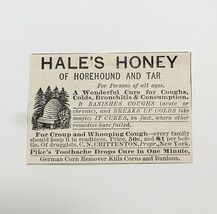 HALE'S HONEY
OF HOREHOUND AND TAR
For Persons of all ages.
A Wonderful Cure for Coughs,
Colds, Bronchitis & Consumption.
IT BANISHES COUGHS (acute or
chronic), and BREAKS UP COLDS like
magic; IT CURES, in fact, where other
remedies have failed.
For Croup and Whooping Cough—every family
should keep it in readiness. Price, 50c. and $1 per bot-
tle. Of druggists. C. N. CRITTENTON, Propr., New York.
Pike's Toothache Drops Cure in One Minute.
German Corn Remover Kills Corns and Bunions.